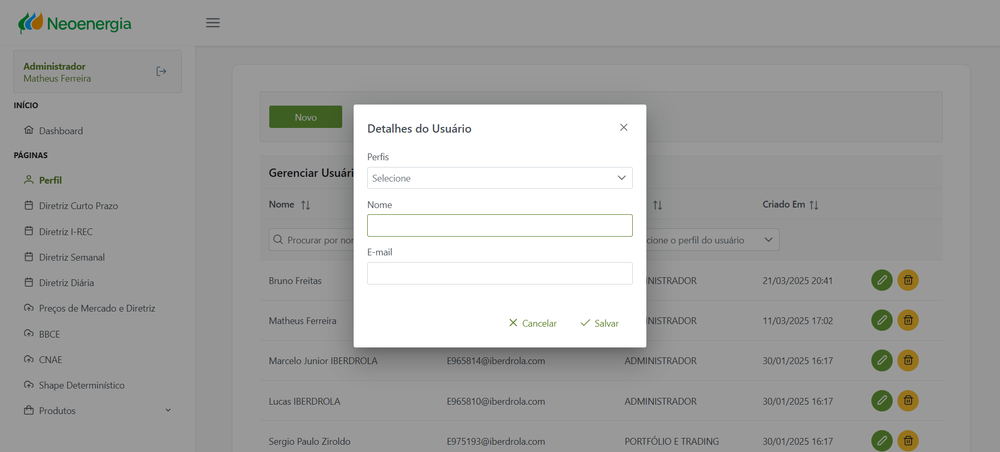 Neoenergia
Administrador
Matheus Ferreira
INÍCIO
Dashboard
PÁGINAS
Perfil
Diretriz Curto Prazo
Diretriz I-REC
Diretriz Semanal
Diretriz Diária
Preços de Mercado e Diretriz
BBCE
CNAE
Shape Determinístico
Produtos
Novo
Gerenciar
Nome
Criado Em
Procurar por
o perfil do usuário
Bruno Freitas
21/03/2025 20:41
Matheus Ferreira
11/03/2025 17:02
Marcelo Junior IBERDROLA E965814@iberdrola.com ADMINISTRADOR 30/01/2025 16:17
Lucas IBERDROLA E965810@iberdrola.com ADMINISTRADOR 30/01/2025 16:17
Sergio Paulo Ziroldo E975193@iberdrola.com PORTFÓLIO E TRADING 30/01/2025 16:17
Detalhes do Usuário
Perfis
Selecione
Nome
E-mail
Cancelar Salvar